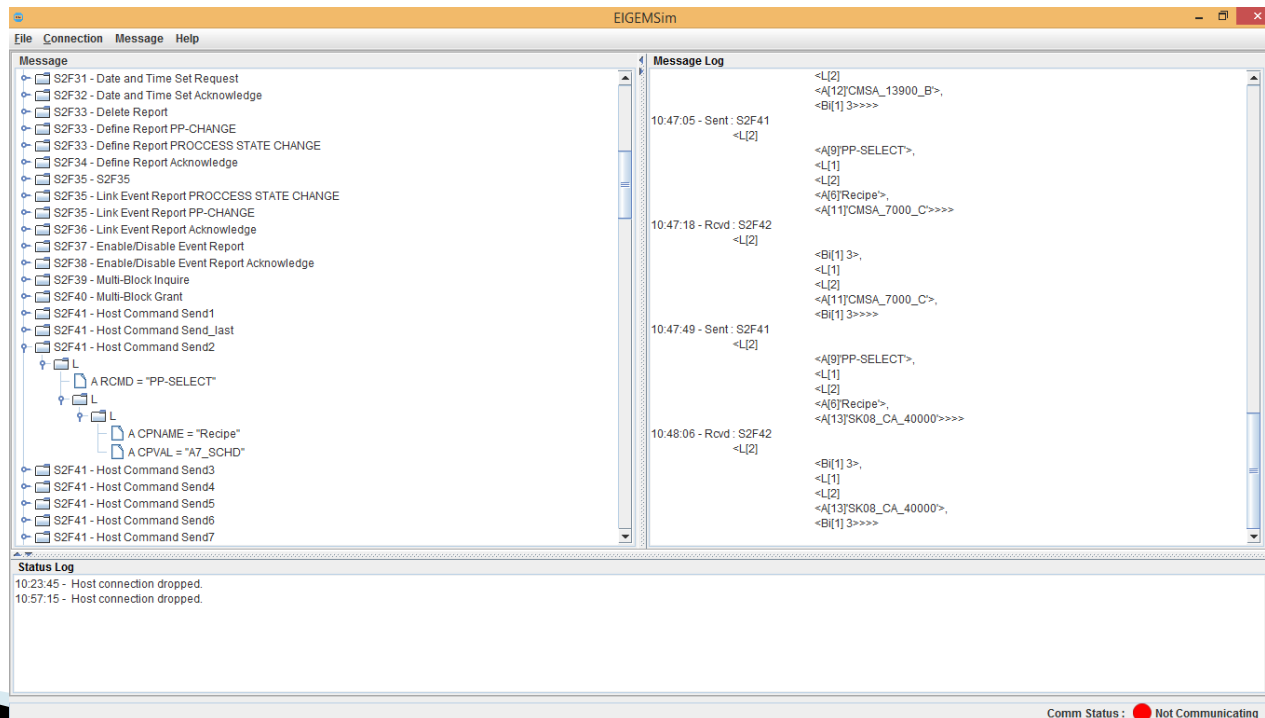 EIGEMSim
File Connection Message Help
Message
S2F31 - Date and Time Set Request
S2F32 - Date and Time Set Acknowledge
S2F33 - Delete Report
S2F33 - Define Report PP-CHANGE
S2F33 - Define Report PROCCESS STATE CHANGE
S2F34 - Define Report Acknowledge
S2F35 - S2F35
S2F35 - Link Event Report PROCCESS STATE CHANGE
S2F35 - Link Event Report PP-CHANGE
S2F36 - Link Event Report Acknowledge
S2F37 - Enable/Disable Event Report
S2F38 - Enable/Disable Event Report Acknowledge
S2F39 - Multi-Block Inquire
S2F40 - Multi-Block Grant
S2F41 - Host Command Send1
S2F41 - Host Command Send_last
S2F41 - Host Command Send2
L
A RCMD = "PP-SELECT"
L
L
A CPNAME = "Recipe"
A CPVAL = "A7_SCHD"
S2F41 - Host Command Send3
S2F41 - Host Command Send4
S2F41 - Host Command Send5
S2F41 - Host Command Send6
S2F41 - Host Command Send7
Message Log
<L[2]
<A[12]'CMSA_13900_B'>,
<Bi[1] 3>>>>
10:47:05 - Sent : S2F41
<L[2]
<A[9]'PP-SELECT'>,
<L[1]
<L[2]
<A[6]'Recipe'>,
<A[11]'CMSA_7000_C'>>>>
10:47:18 - Rcvd : S2F42
<L[2]
<Bi[1] 3>,
<L[1]
<L[2]
<A[11]'CMSA_7000_C'>,
<Bi[1] 3>>>>
10:47:49 - Sent : S2F41
<L[2]
<A[9]'PP-SELECT'>,
<L[1]
<L[2]
<A[6]'Recipe'>,
<A[13]'SK08_CA_40000'>>>>
10:48:06 - Rcvd : S2F42
<L[2]
<Bi[1] 3>,
<L[1]
<L[2]
<A[13]'SK08_CA_40000'>,
<Bi[1] 3>>>>
Status Log
10:23:45 - Host connection dropped.
10:57:15 - Host connection dropped.
Comm Status : Not Communicating